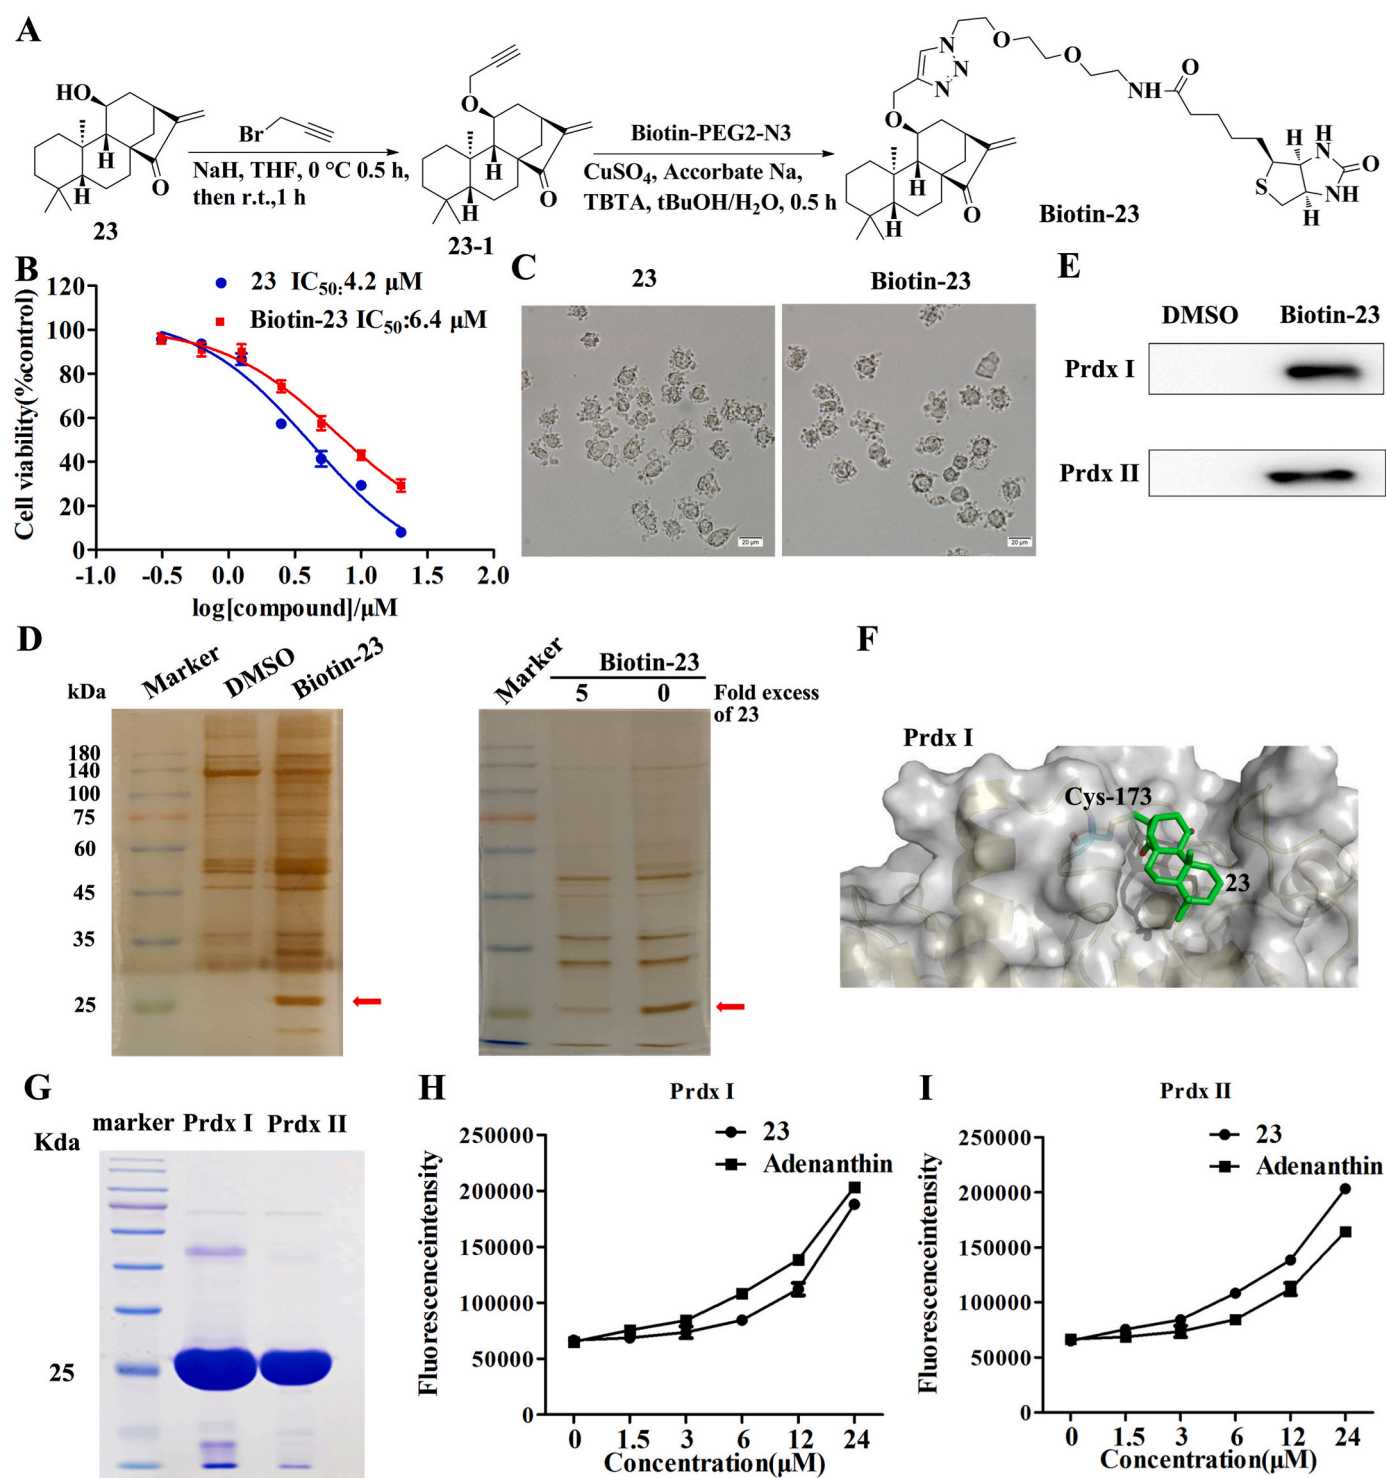 A
HO
H
H
O
23
Br
NaH, THF, 0 °C 0.5 h,
then r.t.,1 h
O
H
H
O
23-1
Biotin-PEG2-N3
CuSO4, Accorbate Na,
TBTA, tBuOH/H2O, 0.5 h
N
N
N
O
O
NH
O
O
H
H
O
H
H
N
O
NH
S
H
Biotin-23
B
Cell viability(%control)
120
100
80
60
40
20
0
-1.0 -0.5 0.0 0.5 1.0 1.5 2.0
log[compound]/μM
23 IC50:4.2 μM
Biotin-23 IC50:6.4 μM
C
23
Biotin-23
20 μm
20 μm
E
DMSO Biotin-23
Prdx I
Prdx II
D
kDa
Marker
DMSO
Biotin-23
180
140
100
75
60
45
35
25
Marker
Biotin-23
5 0
Fold excess
of 23
F
Prdx I
Cys-173
23
G
marker Prdx I Prdx II
Kda
25
H
Prdx I
23
Adenanthin
Fluorescenceintensity
250000
200000
150000
100000
50000
0
0 1.5 3 6 12 24
Concentration(μM)
I
Prdx II
23
Adenanthin
Fluorescenceintensity
250000
200000
150000
100000
50000
0
0 1.5 3 6 12 24
Concentration(μM)